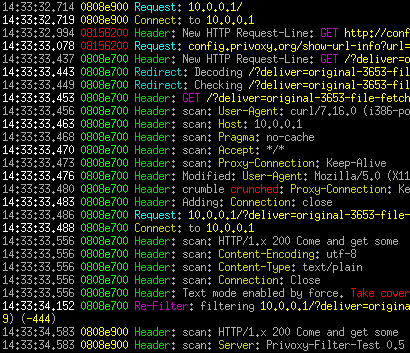 14:33:32.714 0808e900 Request: 10.0.0.1/
14:33:32.719 0808e900 Connect: to 10.0.0.1
14:33:32.994 08156200 Header: New HTTP Request-Line: GET http://conf
14:33:33.078 08156200 Request: config.privoxy.org/show-url-info?url=
14:33:33.437 0808e700 Header: New HTTP Request-Line: GET /?deliver=o
14:33:33.443 0808e700 Redirect: Decoding /?deliver=original-3653-fil
14:33:33.449 0808e700 Redirect: Checking /?deliver=original-3653-fil
14:33:33.453 0808e700 Header: GET /?deliver=original-3653-file-fetch
14:33:33.456 0808e700 Header: scan: User-Agent: curl/7.16.0 (i386-po
14:33:33.463 0808e700 Header: scan: Host: 10.0.0.1
14:33:33.468 0808e700 Header: scan: Pragma: no-cache
14:33:33.470 0808e700 Header: scan: Accept: */*
14:33:33.473 0808e700 Header: scan: Proxy-Connection: Keep-Alive
14:33:33.476 0808e700 Header: Modified: User-Agent: Mozilla/5.0 (X11
14:33:33.480 0808e700 Header: crumble crunched: Proxy-Connection: Ke
14:33:33.483 0808e700 Header: Adding: Connection: close
14:33:33.486 0808e700 Request: 10.0.0.1/?deliver=original-3653-file-
14:33:33.488 0808e700 Connect: to 10.0.0.1
14:33:33.556 0808e700 Header: scan: HTTP/1.x 200 Come and get some
14:33:33.556 0808e700 Header: scan: Content-Encoding: utf-8
14:33:33.556 0808e700 Header: scan: Content-Type: text/plain
14:33:33.556 0808e700 Header: scan: Connection: Close
14:33:33.556 0808e700 Header: Text mode enabled by force. Take cover
14:33:34.152 0808e700 Re-Filter: filtering 10.0.0.1/?deliver=origina
9) (-444)
14:33:34.583 0808e900 Header: scan: HTTP/1.x 200 Come and get some
14:33:34.583 0808e900 Header: scan: Server: Privoxy-Filter-Test 0.5